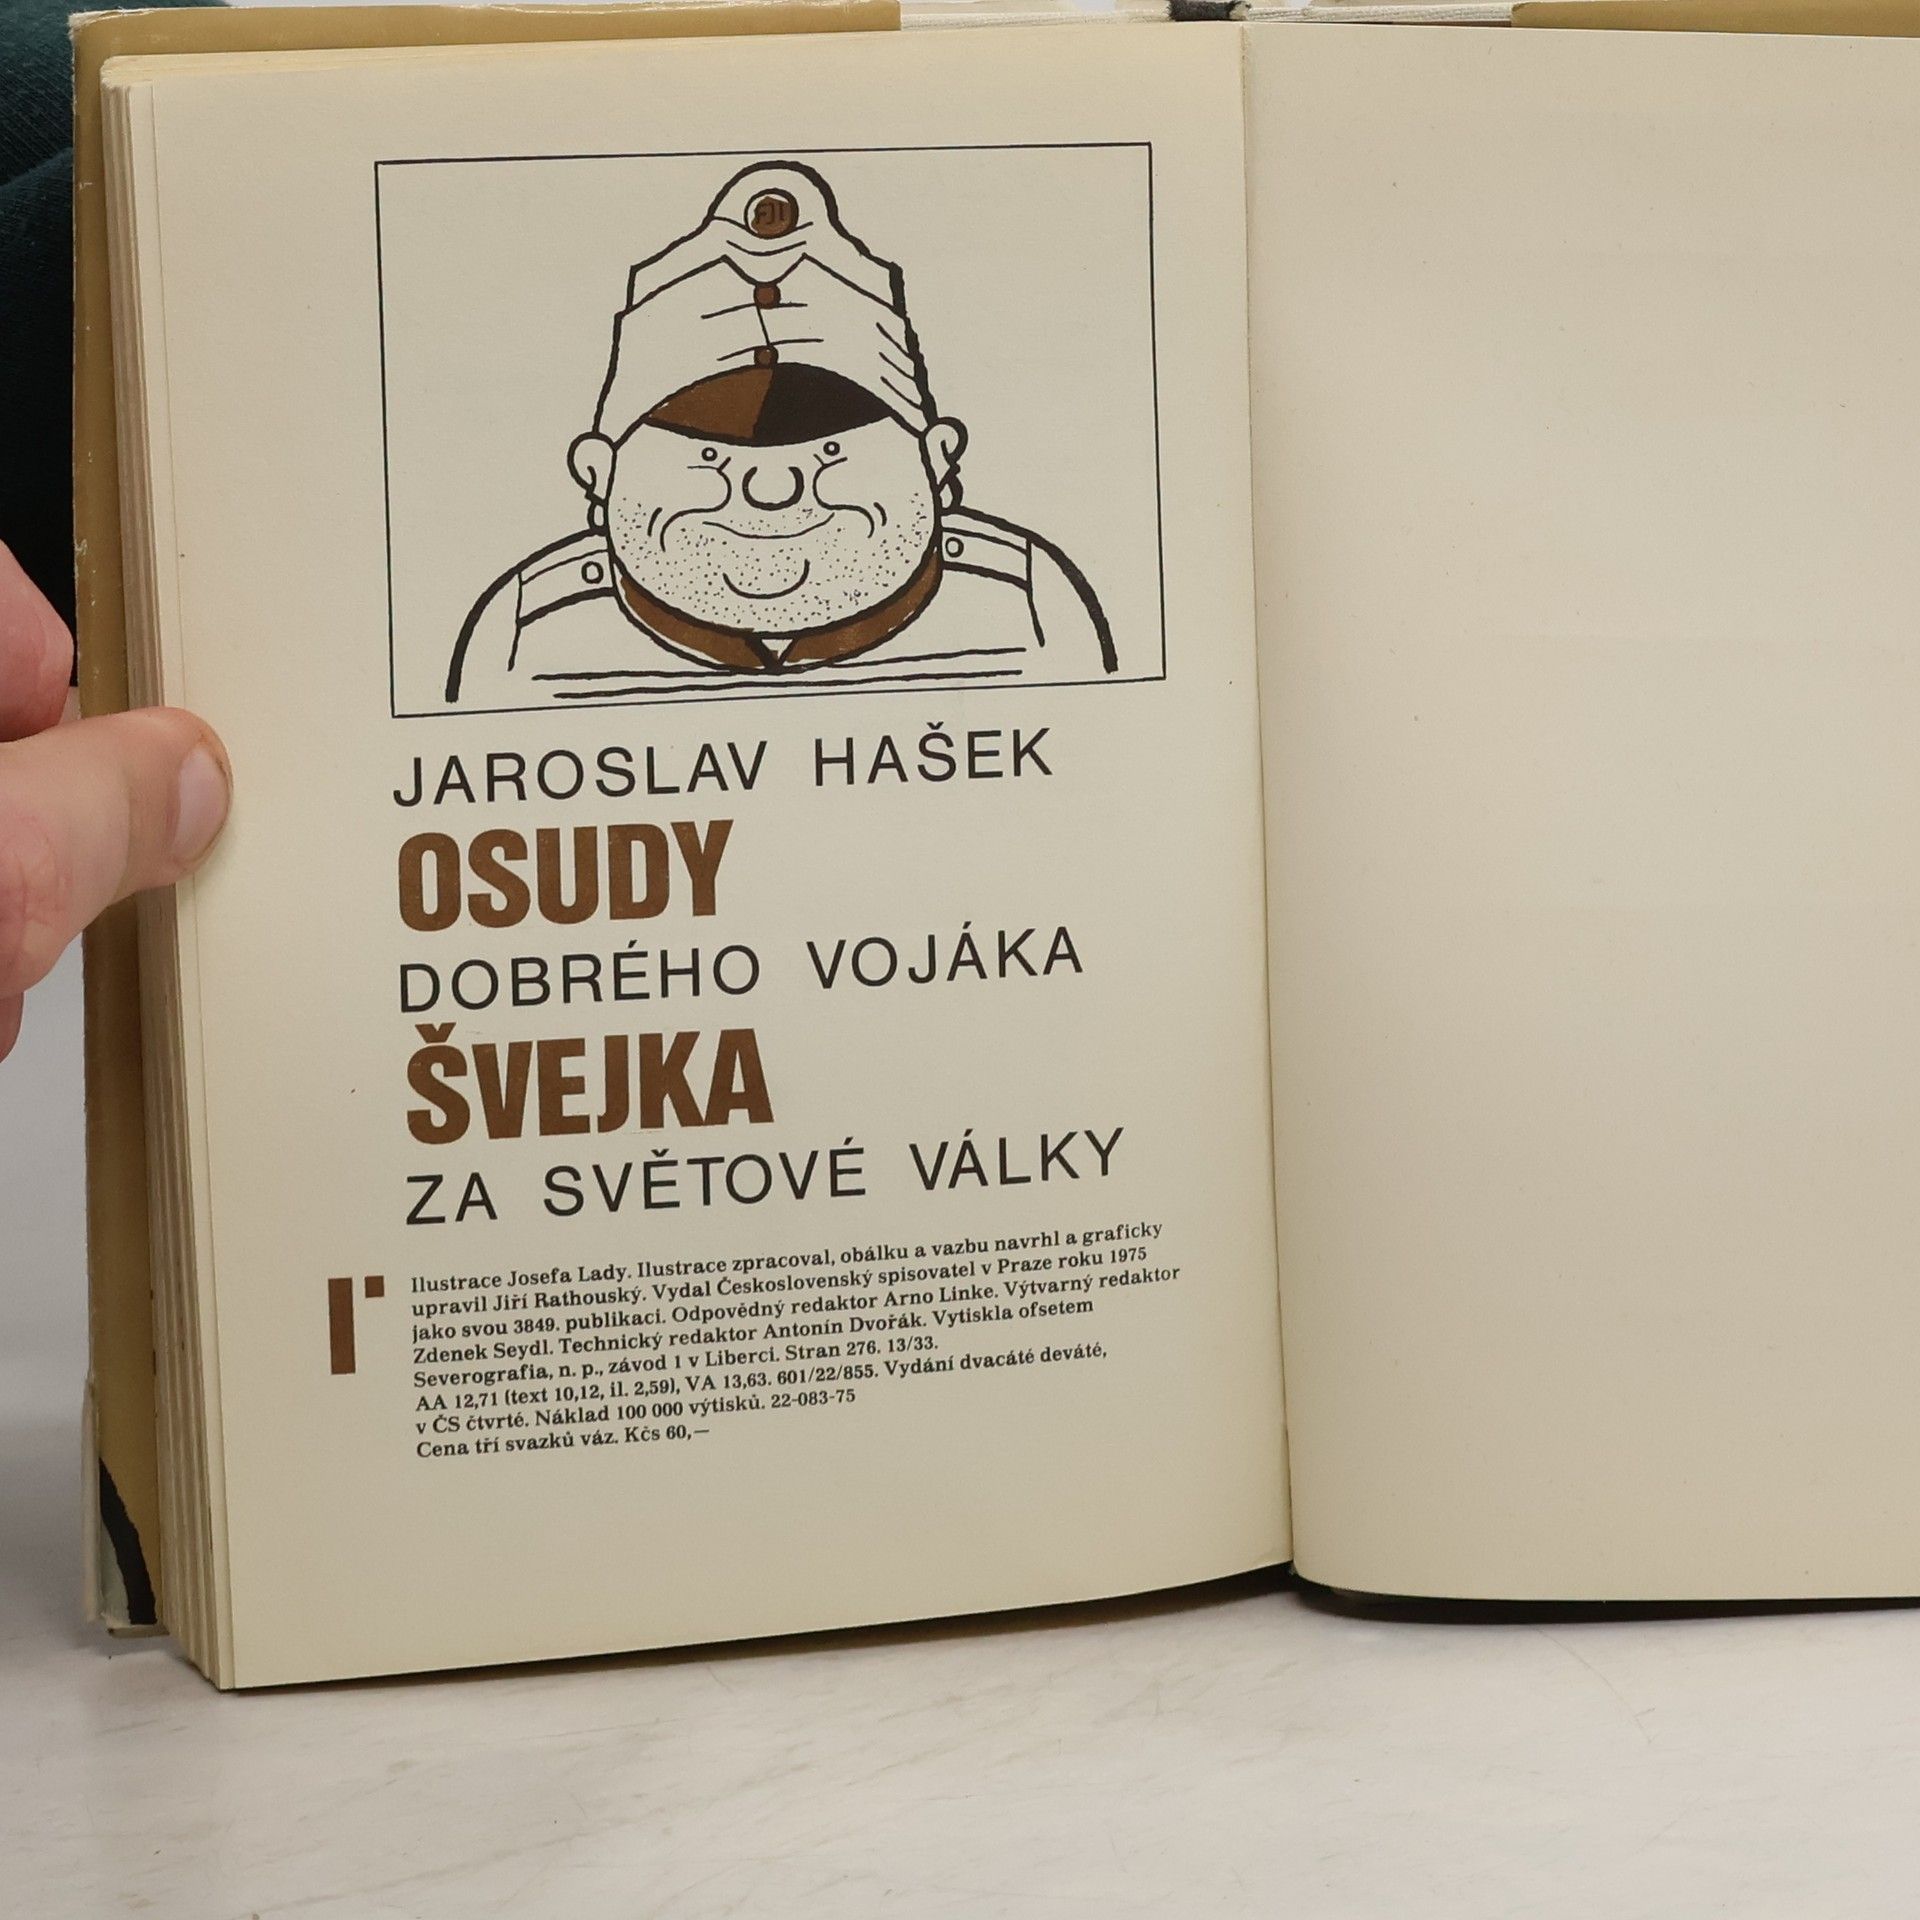 FJI
JAROSLAV HAŠEK
OSUDY
DOBRÉHO VOJÁKA
ŠVEJKA
ZA SVĚTOVÉ VÁLKY
Ilustrace Josefa Lady. Ilustrace zpracoval, obálku a vazbu navrhl a graficky
upravil Jiří Rathouský. Vydal Československý spisovatel v Praze roku 1975
jako svou 3849. publikaci. Odpovědný redaktor Arno Linke. Výtvarný redaktor
Zdenek Seydl. Technický redaktor Antonín Dvořák. Vytiskla ofsetem
Severografia, n. p., závod 1 v Liberci. Stran 276. 13/33.
AA 12,71 (text 10,12, il. 2,59), VA 13,63. 601/22/855. Vydání dvacáté deváté,
v ČS čtvrté. Náklad 100 000 výtisků. 22-083-75
Cena tří svazků váz. Kčs 60,—